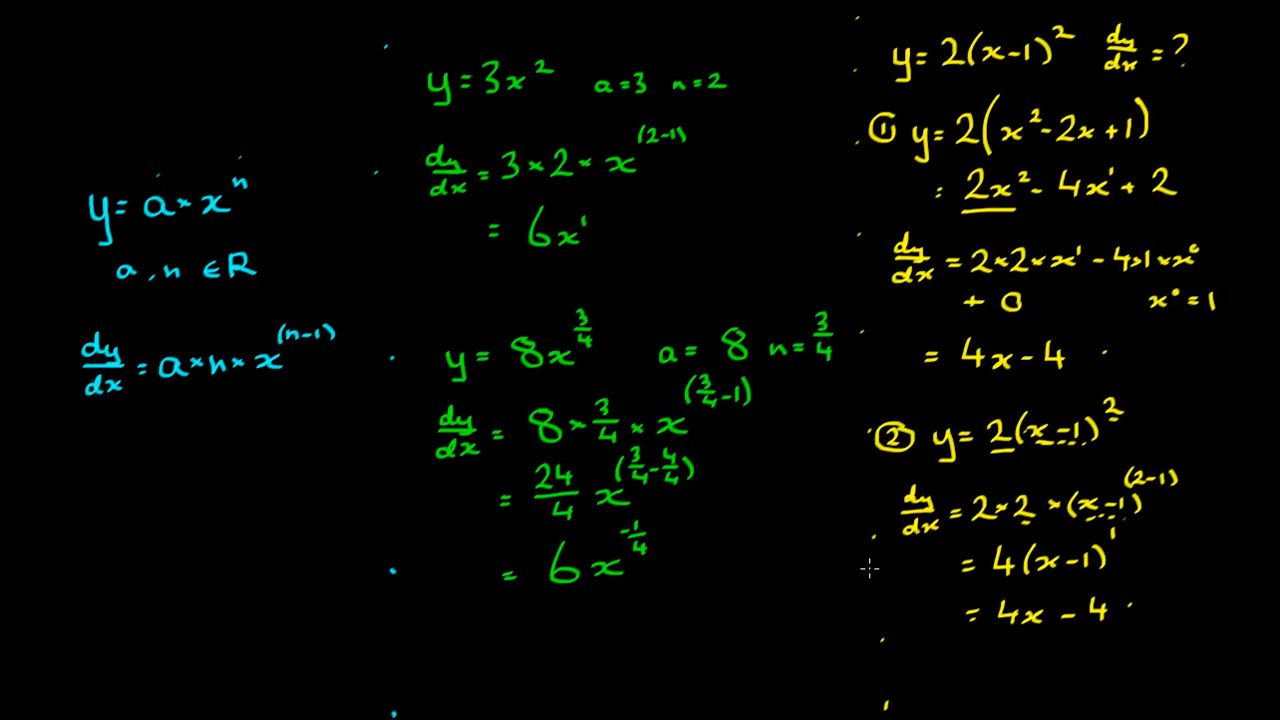 y = a * x^n
a, n ∈ R
dy/dx = a * n * x^(n-1)
y = 3x^2   a = 3   n = 2
dy/dx = 3 * 2 * x^(2-1)
= 6x^1
y = 8x^(3/4)   a = 8   n = 3/4
dy/dx = 8 * 3/4 * x^(3/4 - 1)
= 24/4 x^(3/4 - 4/4)
= 6x^(-1/4)
y = 2(x-1)^2   dy/dx = ?
① y = 2(x^2 - 2x + 1)
= 2x^2 - 4x^1 + 2
dy/dx = 2 * 2 * x^1 - 4 * 1 * x^0
+ 0   x^0 = 1
= 4x - 4
② y = 2(x-1)^2
dy/dx = 2 * 2 * (x-1)^(2-1)
= 4(x-1)^1
= 4x - 4